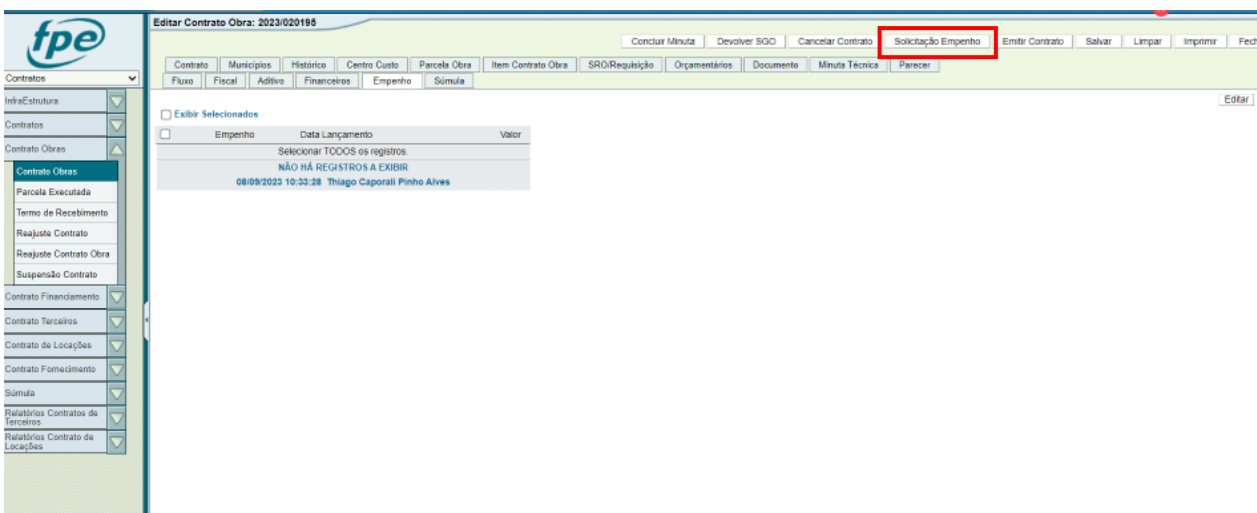 fpe
Editar Contrato Obra: 2023/020195
Concluir Minuta Devolver SGO Cancelar Contrato Solicitação Empenho Emitir Contrato Salvar Limpar Imprimir Fech
Contrato Municípios Histórico Centro Custo Parcela Obra Item Contrato Obra SRO/Requisição Orçamentários Documento Minuta Técnica Parecer
Fluxo Fiscal Aditivo Financeiros Empenho Súmula
Editar
Exibir Selecionados
Empenho Data Lançamento Valor
Selecionar TODOS os registros.
NÃO HÁ REGISTROS A EXIBIR
08/09/2023 10:33:28 Thiago Caporali Pinho Alves
Contratos
InfraEstrutura
Contratos
Contrato Obras
Contrato Obras
Parcela Executada
Termo de Recebimento
Reajuste Contrato
Reajuste Contrato Obra
Suspensão Contrato
Contrato Financiamento
Contrato Terceiros
Contrato de Locações
Contrato Fornecimento
Súmula
Relatórios Contratos de
Terceiros
Relatórios Contrato de
Locações